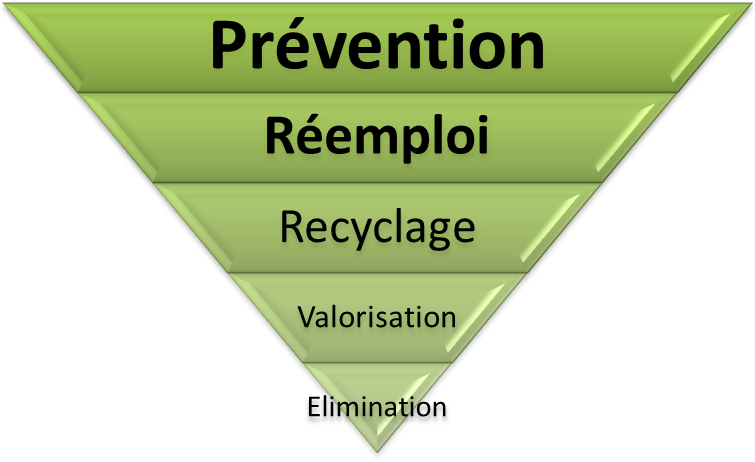 Prévention
Réemploi
Recyclage
Valorisation
Elimination